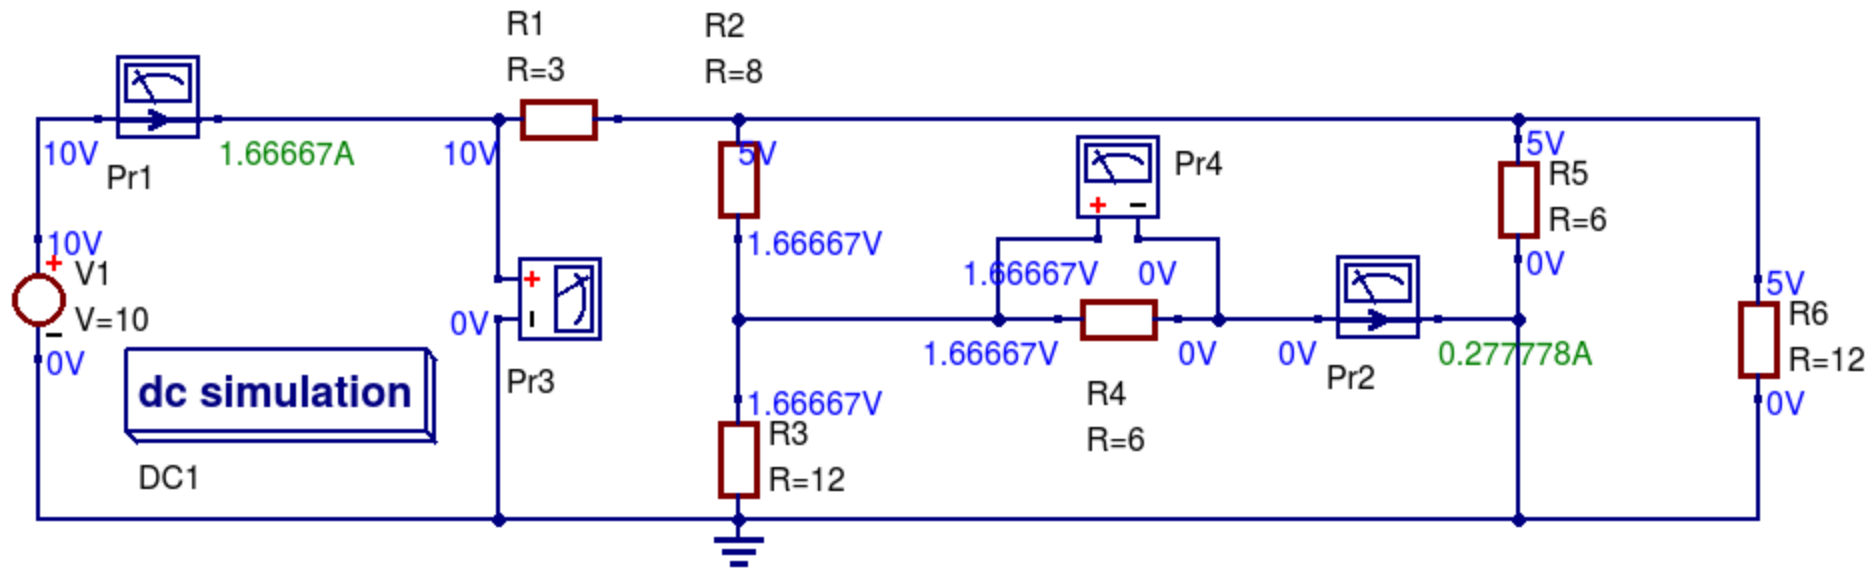 R1
R=3
R2
R=8
10V
Pr1
1.66667A
10V
5V
Pr4
+ −
5V
R5
R=6
0V
10V
+
V1
V=10
−
0V
+
0V
Pr3
1.66667V
1.66667V
0V
1.66667V
R4
R=6
0V
0V
Pr2
0.277778A
5V
R6
R=12
0V
dc simulation
DC1
1.66667V
R3
R=12